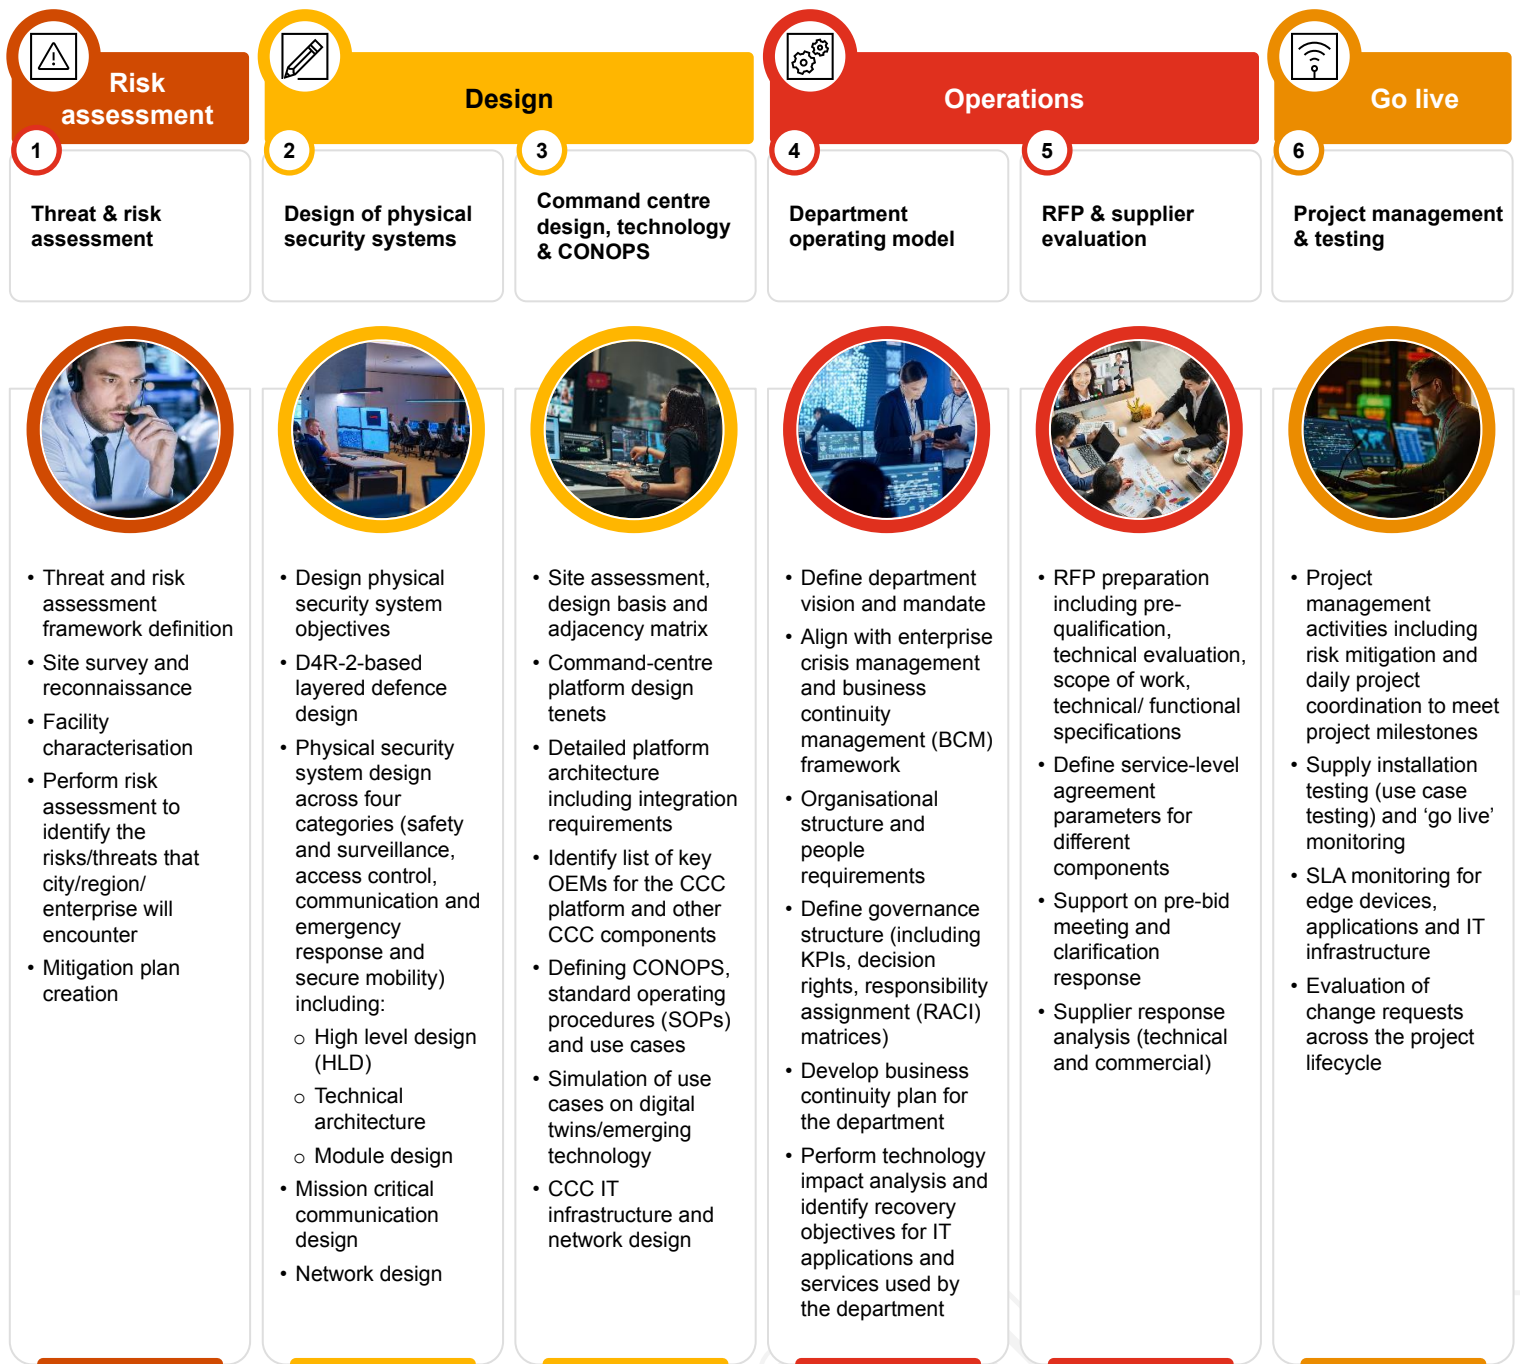 Risk
assessment
Design
Operations
Go live
1
Threat & risk
assessment
2
Design of physical
security systems
3
Command centre
design, technology
& CONOPS
4
Department
operating model
5
RFP & supplier
evaluation
6
Project management
& testing
• Threat and risk
assessment
framework definition
• Site survey and
reconnaissance
• Facility
characterisation
• Perform risk
assessment to
identify the
risks/threats that
city/region/
enterprise will
encounter
• Mitigation plan
creation
• Design physical
security system
objectives
• D4R-2-based
layered defence
design
• Physical security
system design
across four
categories (safety
and surveillance,
access control,
communication and
emergency
response and
secure mobility)
including:
o High level design
(HLD)
o Technical
architecture
o Module design
• Mission critical
communication
design
• Network design
• Site assessment,
design basis and
adjacency matrix
• Command-centre
platform design
tenets
• Detailed platform
architecture
including integration
requirements
• Identify list of key
OEMs for the CCC
platform and other
CCC components
• Defining CONOPS,
standard operating
procedures (SOPs)
and use cases
• Simulation of use
cases on digital
twins/emerging
technology
• CCC IT
infrastructure and
network design
• Define department
vision and mandate
• Align with enterprise
crisis management
and business
continuity
management (BCM)
framework
• Organisational
structure and
people
requirements
• Define governance
structure (including
KPIs, decision
rights, responsibility
assignment (RACI)
matrices)
• Develop business
continuity plan for
the department
• Perform technology
impact analysis and
identify recovery
objectives for IT
applications and
services used by
the department
• RFP preparation
including pre-
qualification,
technical evaluation,
scope of work,
technical/ functional
specifications
• Define service-level
agreement
parameters for
different
components
• Support on pre-bid
meeting and
clarification
response
• Supplier response
analysis (technical
and commercial)
• Project
management
activities including
risk mitigation and
daily project
coordination to meet
project milestones
• Supply installation
testing (use case
testing) and ‘go live’
monitoring
• SLA monitoring for
edge devices,
applications and IT
infrastructure
• Evaluation of
change requests
across the project
lifecycle